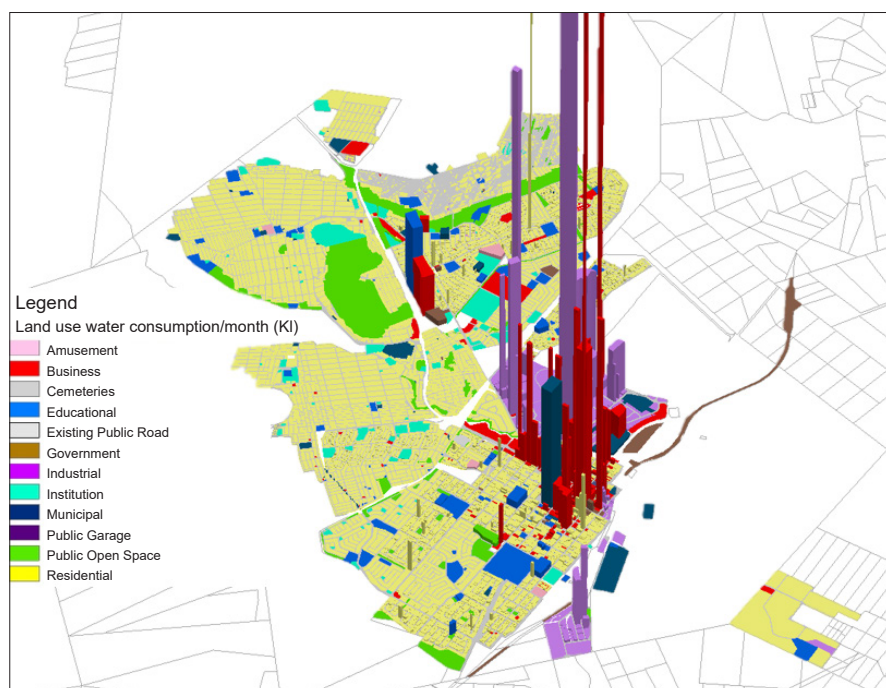 Legend
Land use water consumption/month (Kl)
Amusement
Business
Cemeteries
Educational
Existing Public Road
Government
Industrial
Institution
Municipal
Public Garage
Public Open Space
Residential